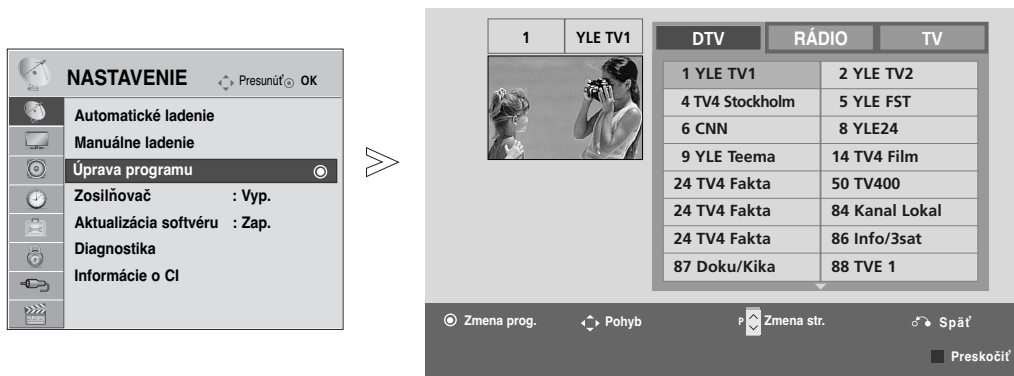 NASTAVENIE Presunúť OK
Automatické ladenie
Manuálne ladenie
Úprava programu
Zosilňovač : Vyp.
Aktualizácia softvéru : Zap.
Diagnostika
Informácie o CI
1 YLE TV1
DTV RÁDIO TV
1 YLE TV1 2 YLE TV2
4 TV4 Stockholm 5 YLE FST
6 CNN 8 YLE24
9 YLE Teema 14 TV4 Film
24 TV4 Fakta 50 TV400
24 TV4 Fakta 84 Kanal Lokal
24 TV4 Fakta 86 Info/3sat
87 Doku/Kika 88 TVE 1
Zmena prog. Pohyb P Zmena str. Späť
Preskočiť